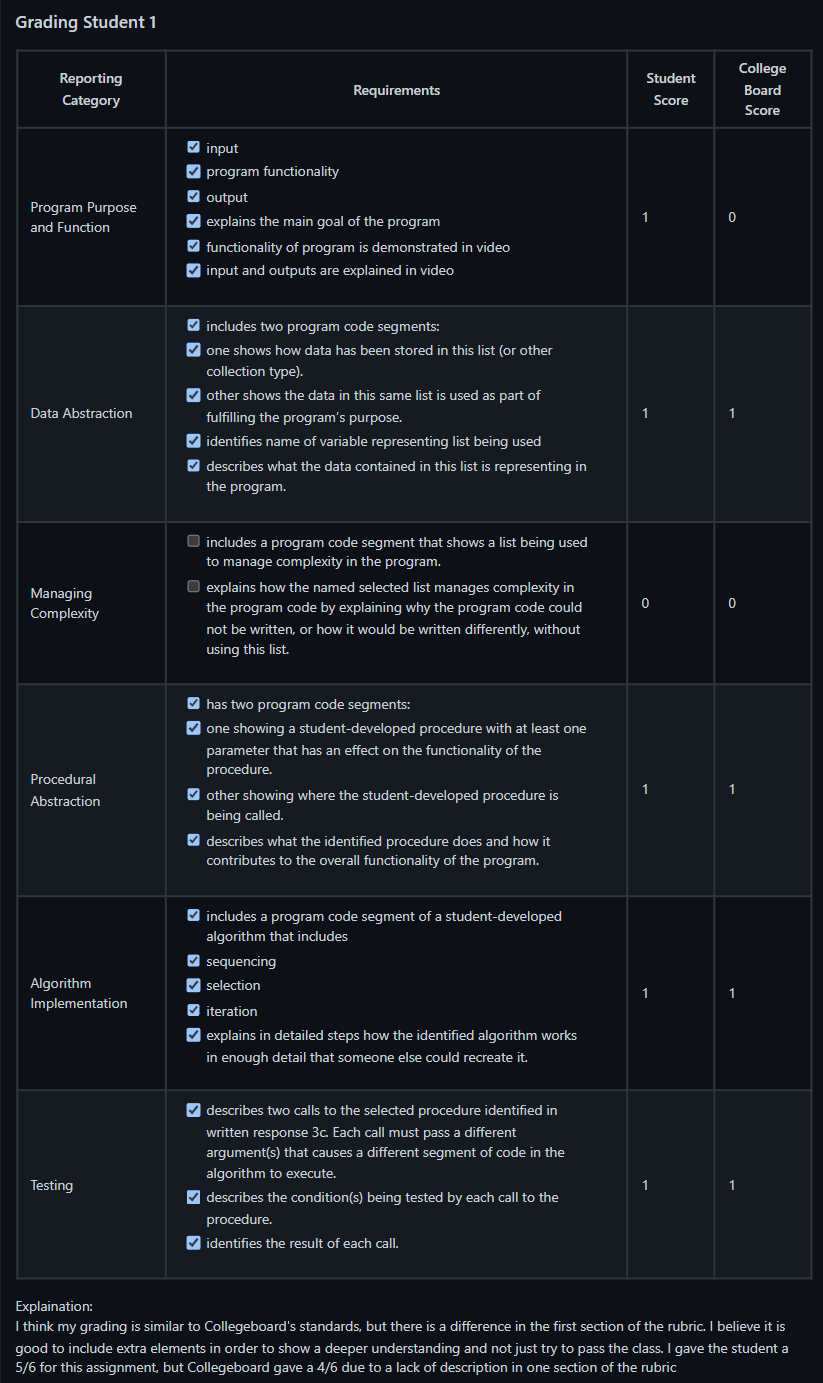 Grading Student 1
Reporting
Category
Requirements
Student
Score
College
Board
Score
Program Purpose
and Function
input
program functionality
output
explains the main goal of the program
functionality of program is demonstrated in video
input and outputs are explained in video
1
0
Data Abstraction
includes two program code segments:
one shows how data has been stored in this list (or other
collection type).
other shows the data in this same list is used as part of
fulfilling the program’s purpose.
identifies name of variable representing list being used
describes what the data contained in this list is representing in
the program.
1
1
Managing
Complexity
includes a program code segment that shows a list being used
to manage complexity in the program.
explains how the named selected list manages complexity in
the program code by explaining why the program code could
not be written, or how it would be written differently, without
using this list.
0
0
Procedural
Abstraction
has two program code segments:
one showing a student-developed procedure with at least one
parameter that has an effect on the functionality of the
procedure.
other showing where the student-developed procedure is
being called.
describes what the identified procedure does and how it
contributes to the overall functionality of the program.
1
1
Algorithm
Implementation
includes a program code segment of a student-developed
algorithm that includes
sequencing
selection
iteration
explains in detailed steps how the identified algorithm works
in enough detail that someone else could recreate it.
1
1
Testing
describes two calls to the selected procedure identified in
written response 3c. Each call must pass a different
argument(s) that causes a different segment of code in the
algorithm to execute.
describes the condition(s) being tested by each call to the
procedure.
identifies the result of each call.
1
1
Explaination:
I think my grading is similar to Collegeboard's standards, but there is a difference in the first section of the rubric. I believe it is
good to include extra elements in order to show a deeper understanding and not just try to pass the class. I gave the student a
5/6 for this assignment, but Collegeboard gave a 4/6 due to a lack of description in one section of the rubric